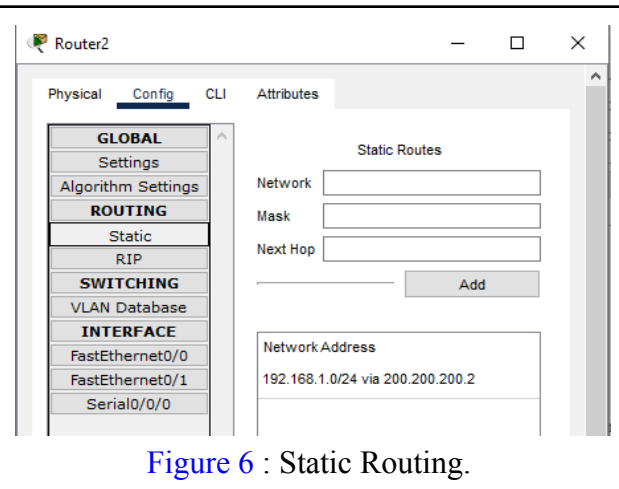 Router2
Physical Config CLI Attributes
GLOBAL
Settings
Algorithm Settings
ROUTING
Static
RIP
SWITCHING
VLAN Database
INTERFACE
FastEthernet0/0
FastEthernet0/1
Serial0/0/0
Static Routes
Network
Mask
Next Hop
Add
Network Address
192.168.1.0/24 via 200.200.200.2
Figure 6 : Static Routing.